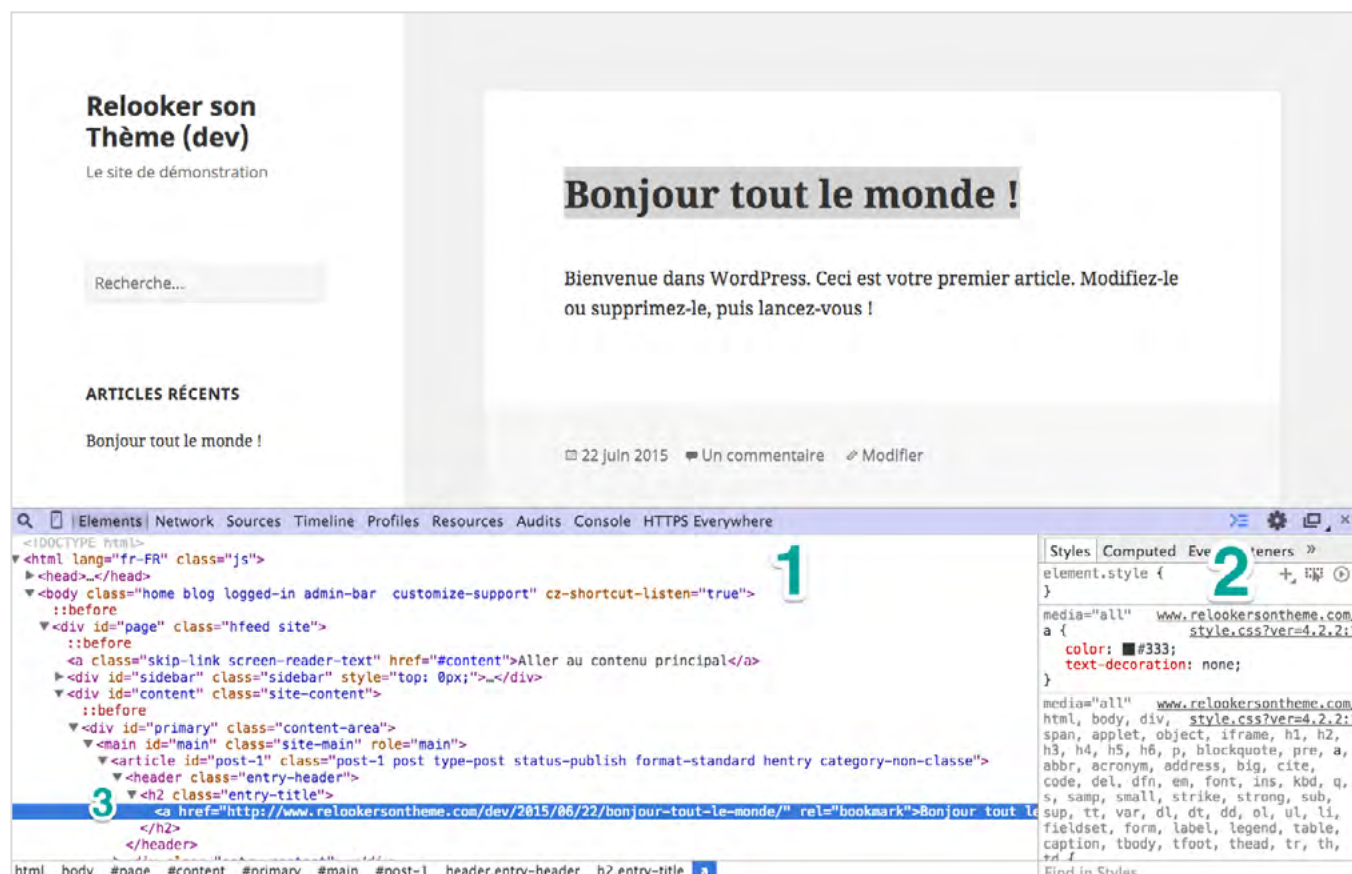 Relooker son
Thème (dev)
Le site de démonstration
Recherche...
ARTICLES RÉCENTS
Bonjour tout le monde !
Bonjour tout le monde !
Bienvenue dans WordPress. Ceci est votre premier article. Modifiez-le
ou supprimez-le, puis lancez-vous !
22 juin 2015 Un commentaire Modifier
Elements Network Sources Timeline Profiles Resources Audits Console HTTPS Everywhere
<!DOCTYPE html>
<html lang="fr-FR" class="js">
<head>…</head>
<body class="home blog logged-in admin-bar customize-support" cz-shortcut-listen="true">
::before
<div id="page" class="hfeed site">
::before
<a class="skip-link screen-reader-text" href="#content">Aller au contenu principal</a>
<div id="sidebar" class="sidebar" style="top: 0px;">…</div>
<div id="content" class="site-content">
::before
<div id="primary" class="content-area">
<main id="main" class="site-main" role="main">
<article id="post-1" class="post-1 post type-post status-publish format-standard hentry category-non-classe">
<header class="entry-header">
<h2 class="entry-title">
<a href="http://www.relookersontheme.com/dev/2015/06/22/bonjour-tout-le-monde/" rel="bookmark">Bonjour tout le
</h2>
</header>
html body #page #content #primary #main #post-1 header.entry-header h2.entry-title a
1
3
Styles Computed
2
element.style {
}
media="all" www.relookersontheme.com/
a { style.css?ver=4.2.2:
color: #333;
text-decoration: none;
}
media="all" www.relookersontheme.com/
html, body, div, style.css?ver=4.2.2:
span, applet, object, iframe, h1, h2,
h3, h4, h5, h6, p, blockquote, pre, a,
abbr, acronym, address, big, cite,
code, del, dfn, em, font, ins, kbd, q,
s, samp, small, strike, strong, sub,
sup, tt, var, dl, dt, dd, ol, ul, li,
fieldset, form, label, legend, table,
caption, tbody, tfoot, thead, tr, th,
td {
Find in Styles